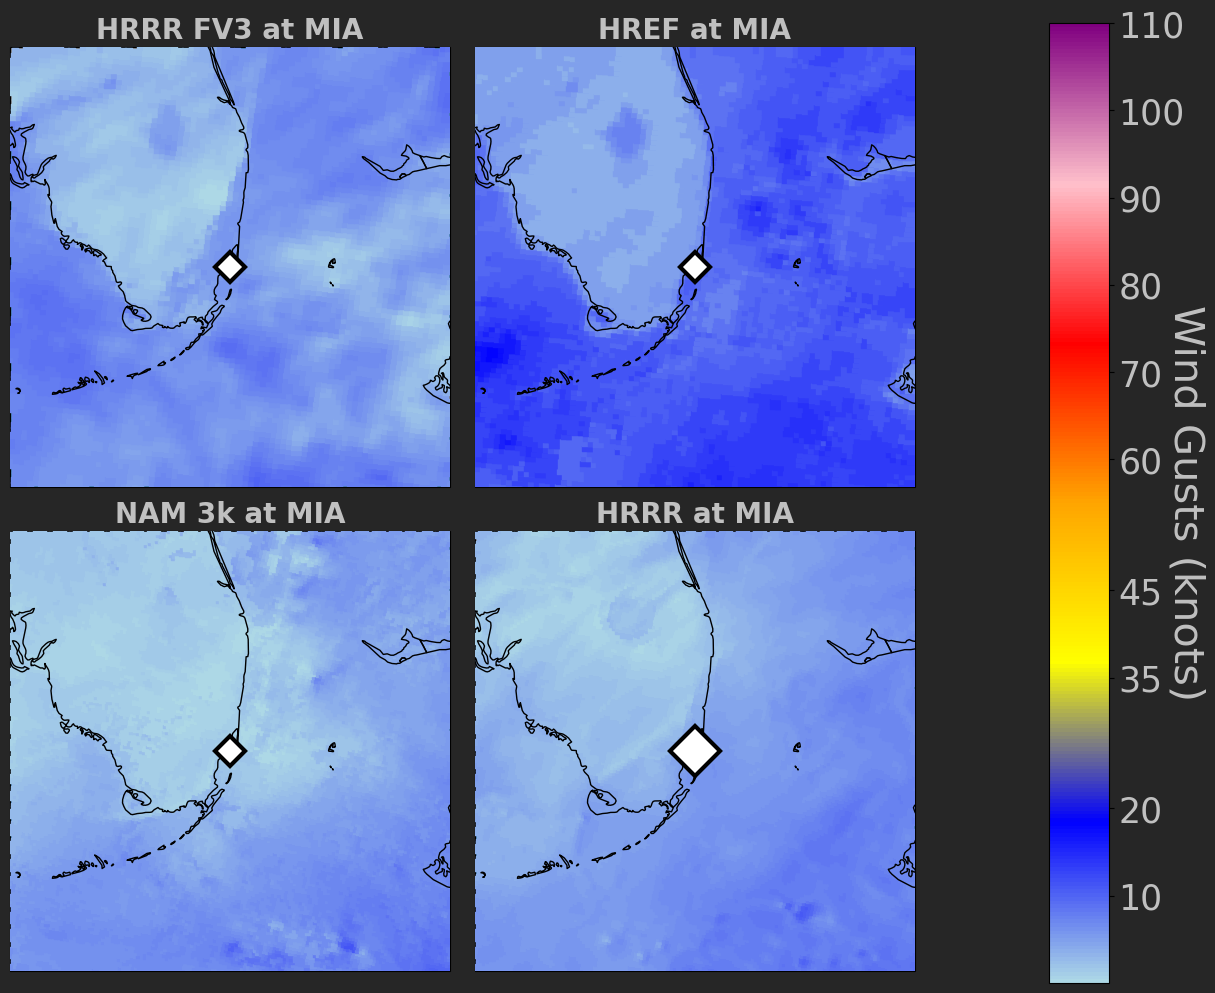 HRRR FV3 at MIA
HREF at MIA
NAM 3k at MIA
HRRR at MIA
110
100
90
80
70
60
45
35
20
10
Wind Gusts (knots)